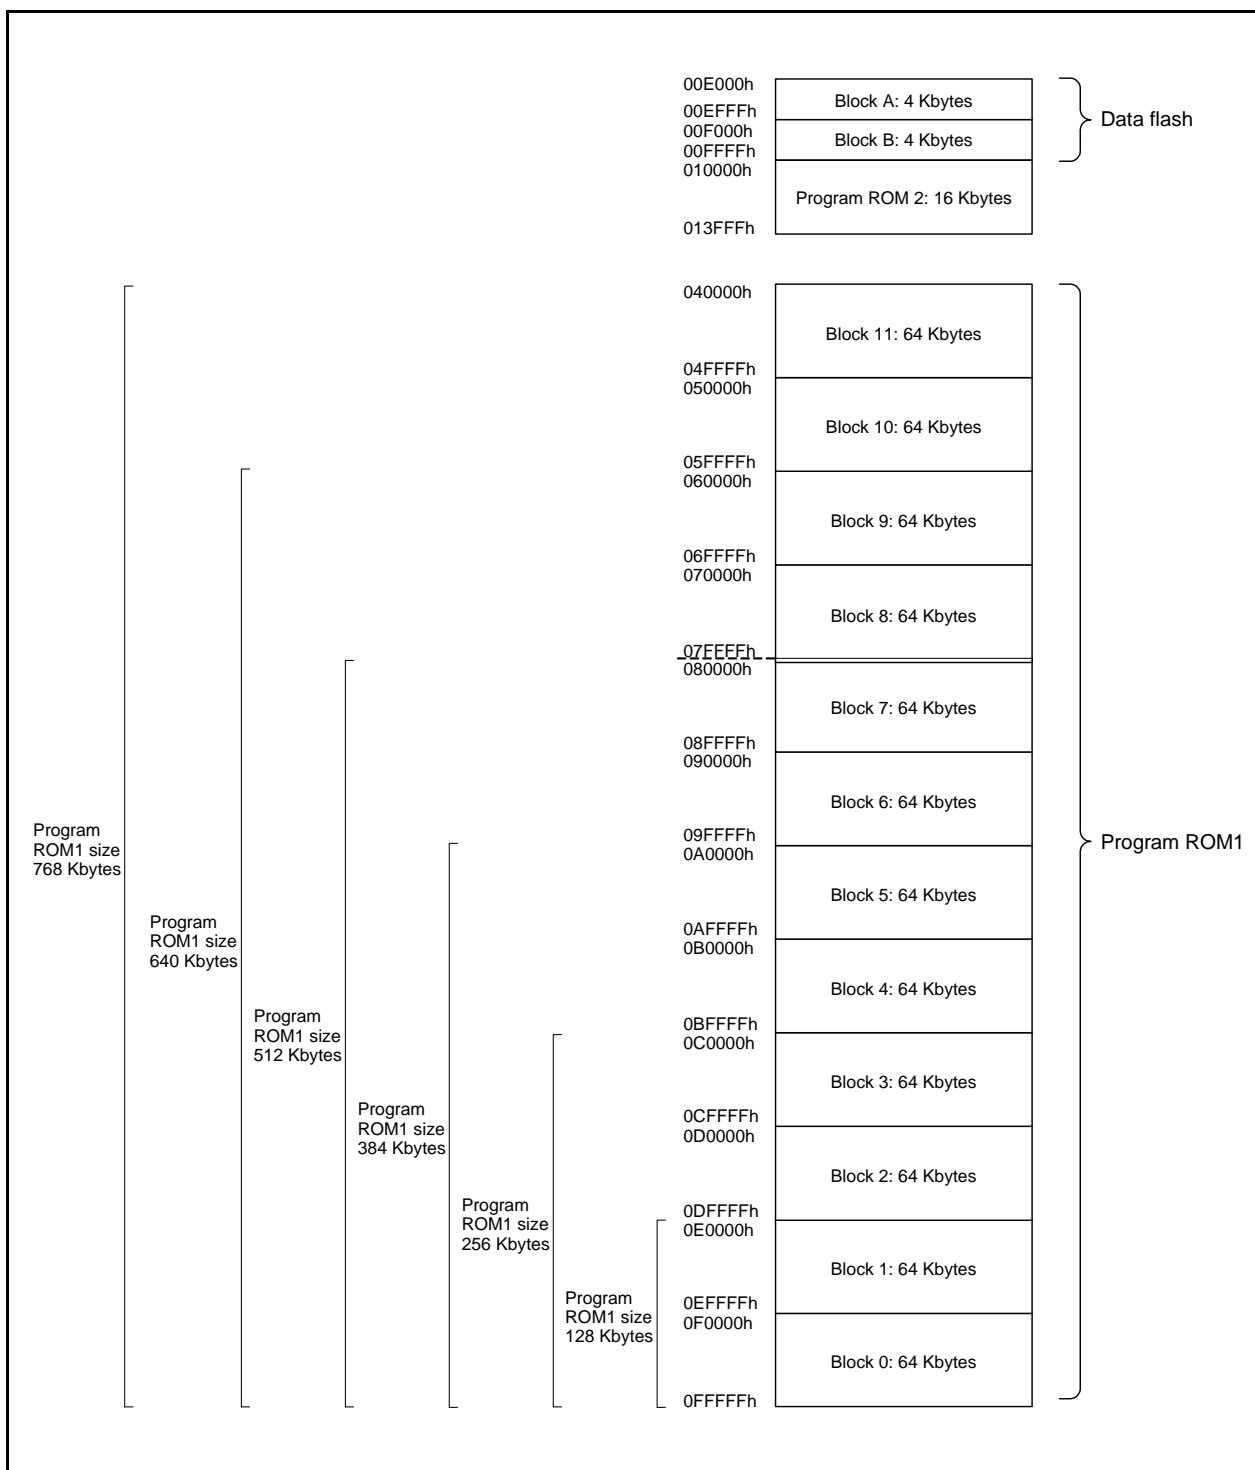 00E000h
Block A: 4 Kbytes
00EFFFh
00F000h
Data flash
Block B: 4 Kbytes
00FFFFh
010000h
Program ROM 2: 16 Kbytes
013FFFh
040000h
Block 11: 64 Kbytes
04FFFFh
050000h
Block 10: 64 Kbytes
05FFFFh
060000h
Block 9: 64 Kbytes
06FFFFh
070000h
Block 8: 64 Kbytes
07FFFFh
080000h
Block 7: 64 Kbytes
08FFFFh
090000h
Block 6: 64 Kbytes
09FFFFh
0A0000h
Program ROM1
Block 5: 64 Kbytes
0AFFFFh
0B0000h
Block 4: 64 Kbytes
0BFFFFh
0C0000h
Block 3: 64 Kbytes
0CFFFFh
0D0000h
Block 2: 64 Kbytes
0DFFFFh
0E0000h
Block 1: 64 Kbytes
0EFFFFh
0F0000h
Block 0: 64 Kbytes
0FFFFFh
Program
ROM1 size
768 Kbytes
Program
ROM1 size
640 Kbytes
Program
ROM1 size
512 Kbytes
Program
ROM1 size
384 Kbytes
Program
ROM1 size
256 Kbytes
Program
ROM1 size
128 Kbytes